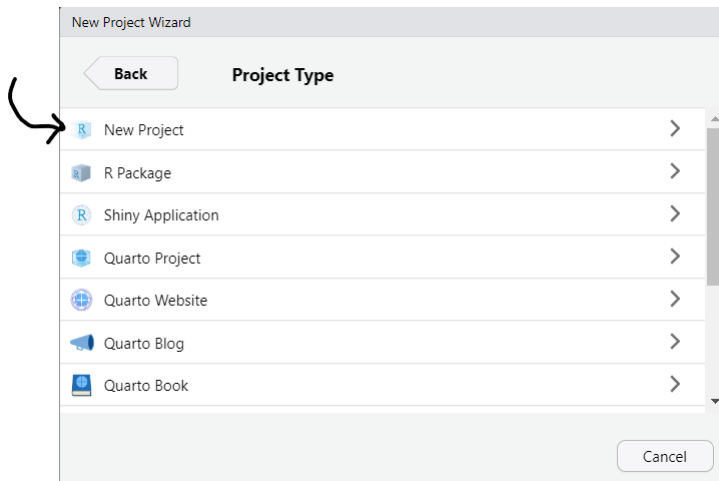 New Project Wizard
Back
Project Type
New Project
R Package
Shiny Application
Quarto Project
Quarto Website
Quarto Blog
Quarto Book
Cancel